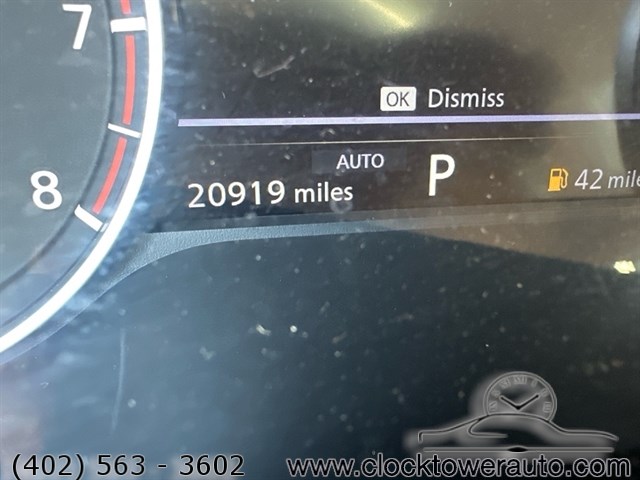 7
OK Dismiss
AUTO
8 20919 miles P 42 mile
(402) 563 - 3602 www.clocktowerauto.com